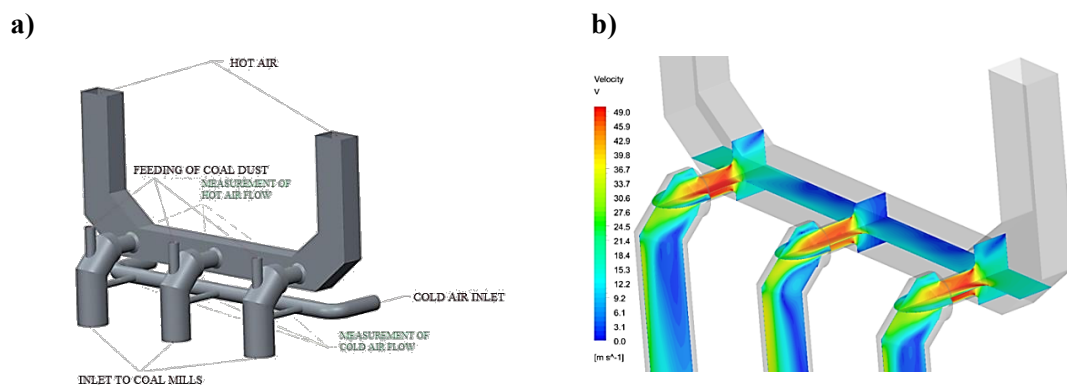 a)
HOT AIR
FEEDING OF COAL DUST
MEASUREMENT OF
HOT AIR FLOW
COLD AIR INLET
MEASUREMENT OF
COLD AIR FLOW
INLET TO COAL MILLS
b)
Velocity
V
49.0
45.9
42.8
39.8
36.7
33.7
30.6
27.6
24.5
21.4
18.4
15.3
12.2
9.2
6.1
3.1
0.0
[m s^-1]